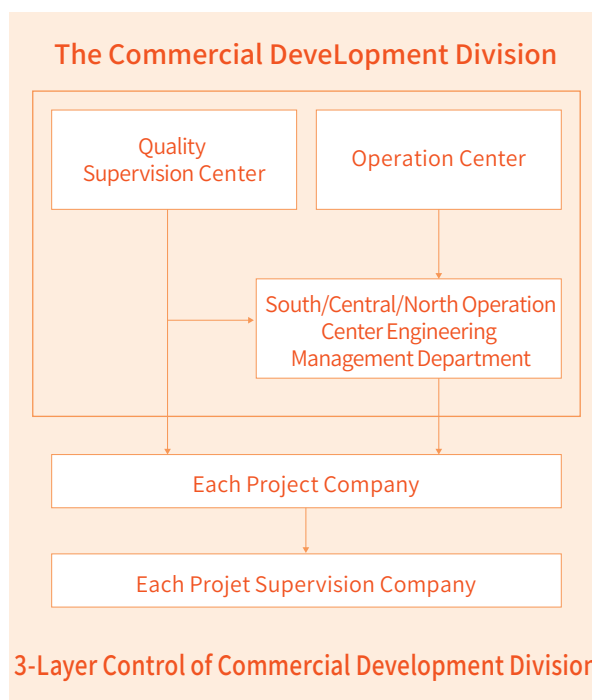 The Commercial DeveLopment Division
Quality
Supervision Center
Operation Center
South/Central/North Operation
Center Engineering
Management Department
Each Project Company
Each Projet Supervision Company
3-Layer Control of Commercial Development Division